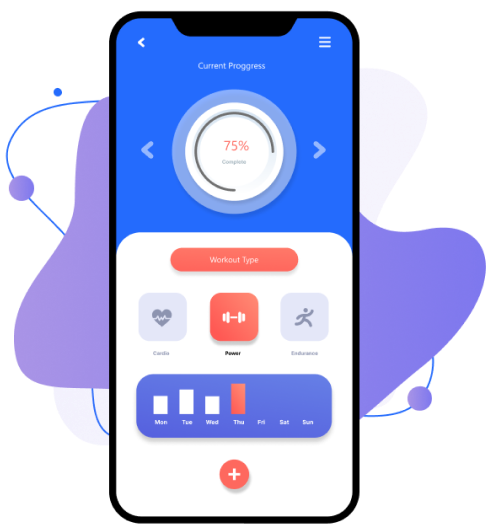 Current Proggress
75%
Complete
Workout Type
Cardio Power Endurance
Mon Tue Wed Thu Fri Sat Sun